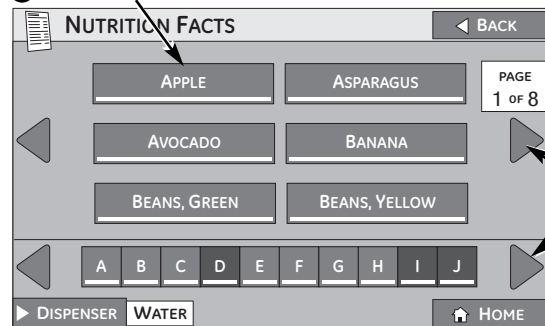 NUTRITION FACTS
BACK
APPLE ASPARAGUS
PAGE
1 OF 8
AVOCADO BANANA
BEANS, GREEN BEANS, YELLOW
A B C D E F G H I J
DISPENSER WATER HOME